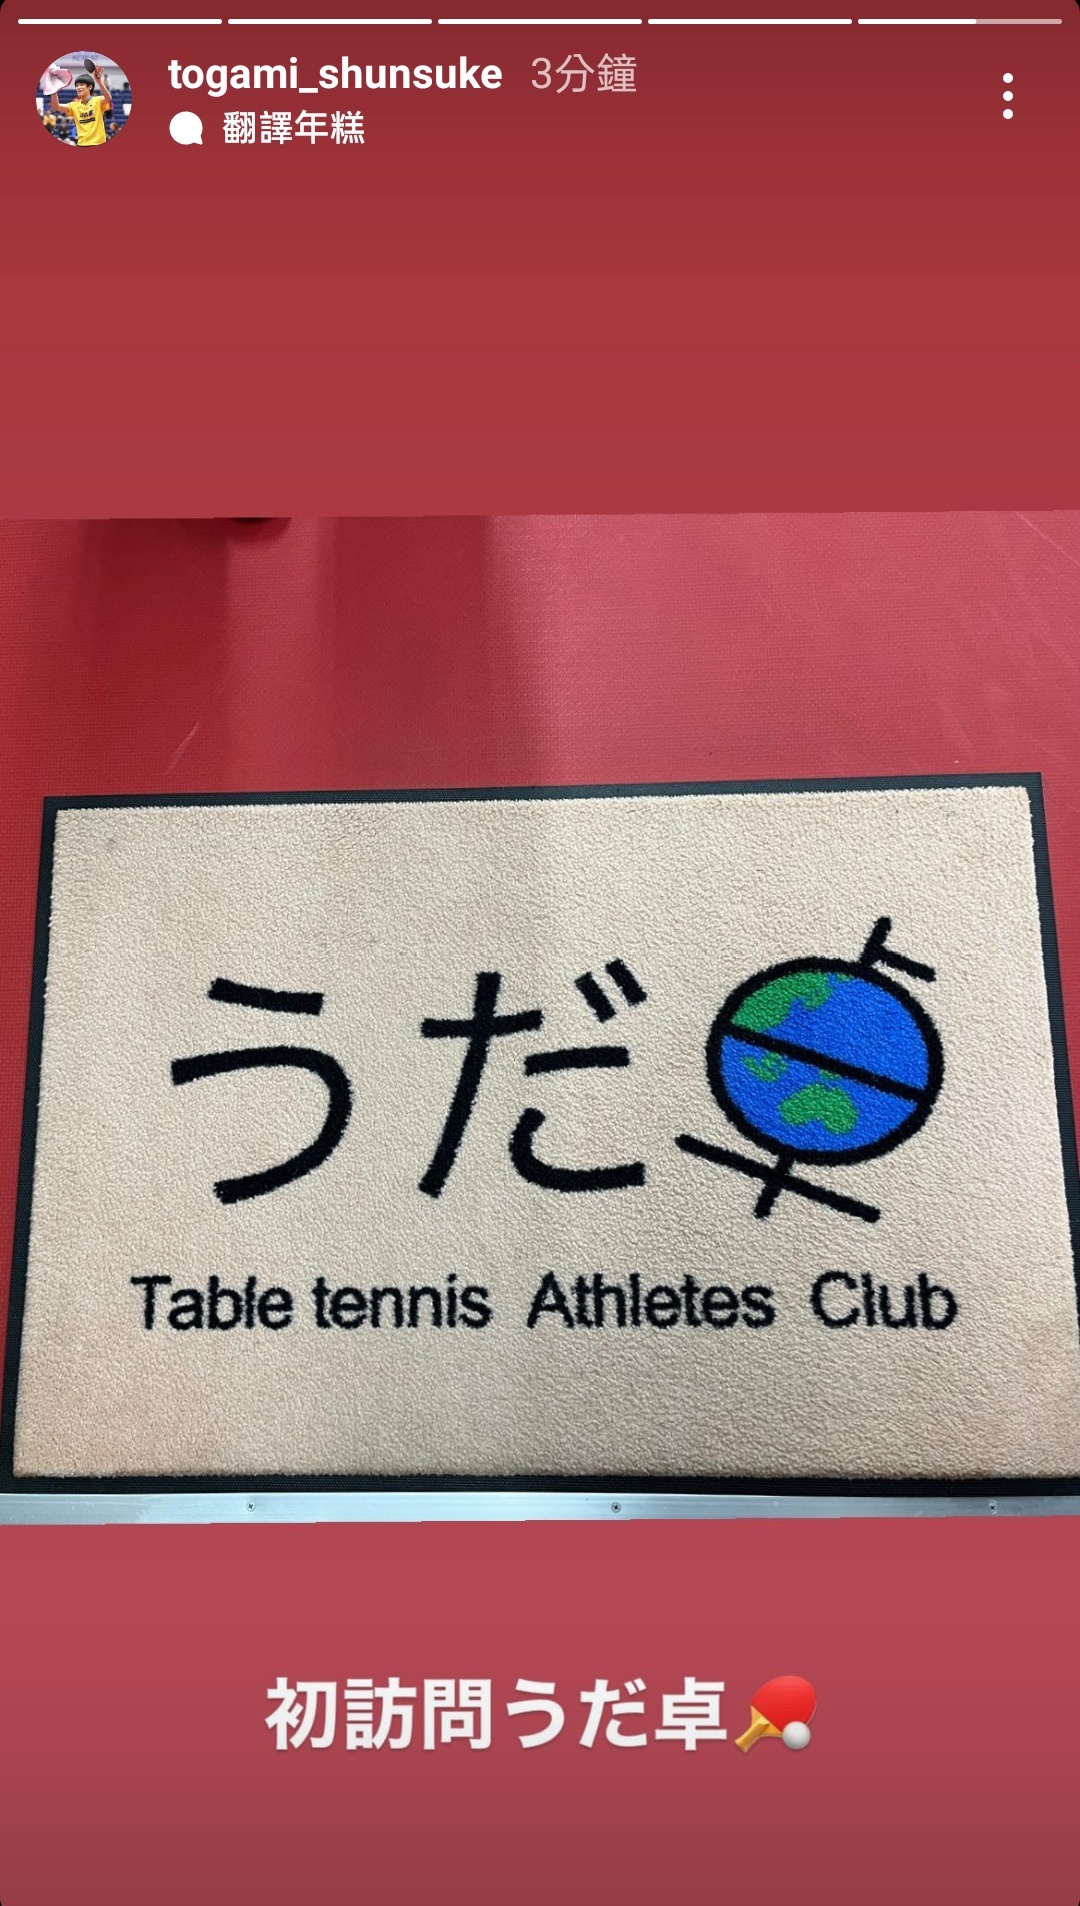 togami_shunsuke 3分鐘
翻譯年糕
うだ卓
Table tennis Athletes Club
初訪問うだ卓🏓